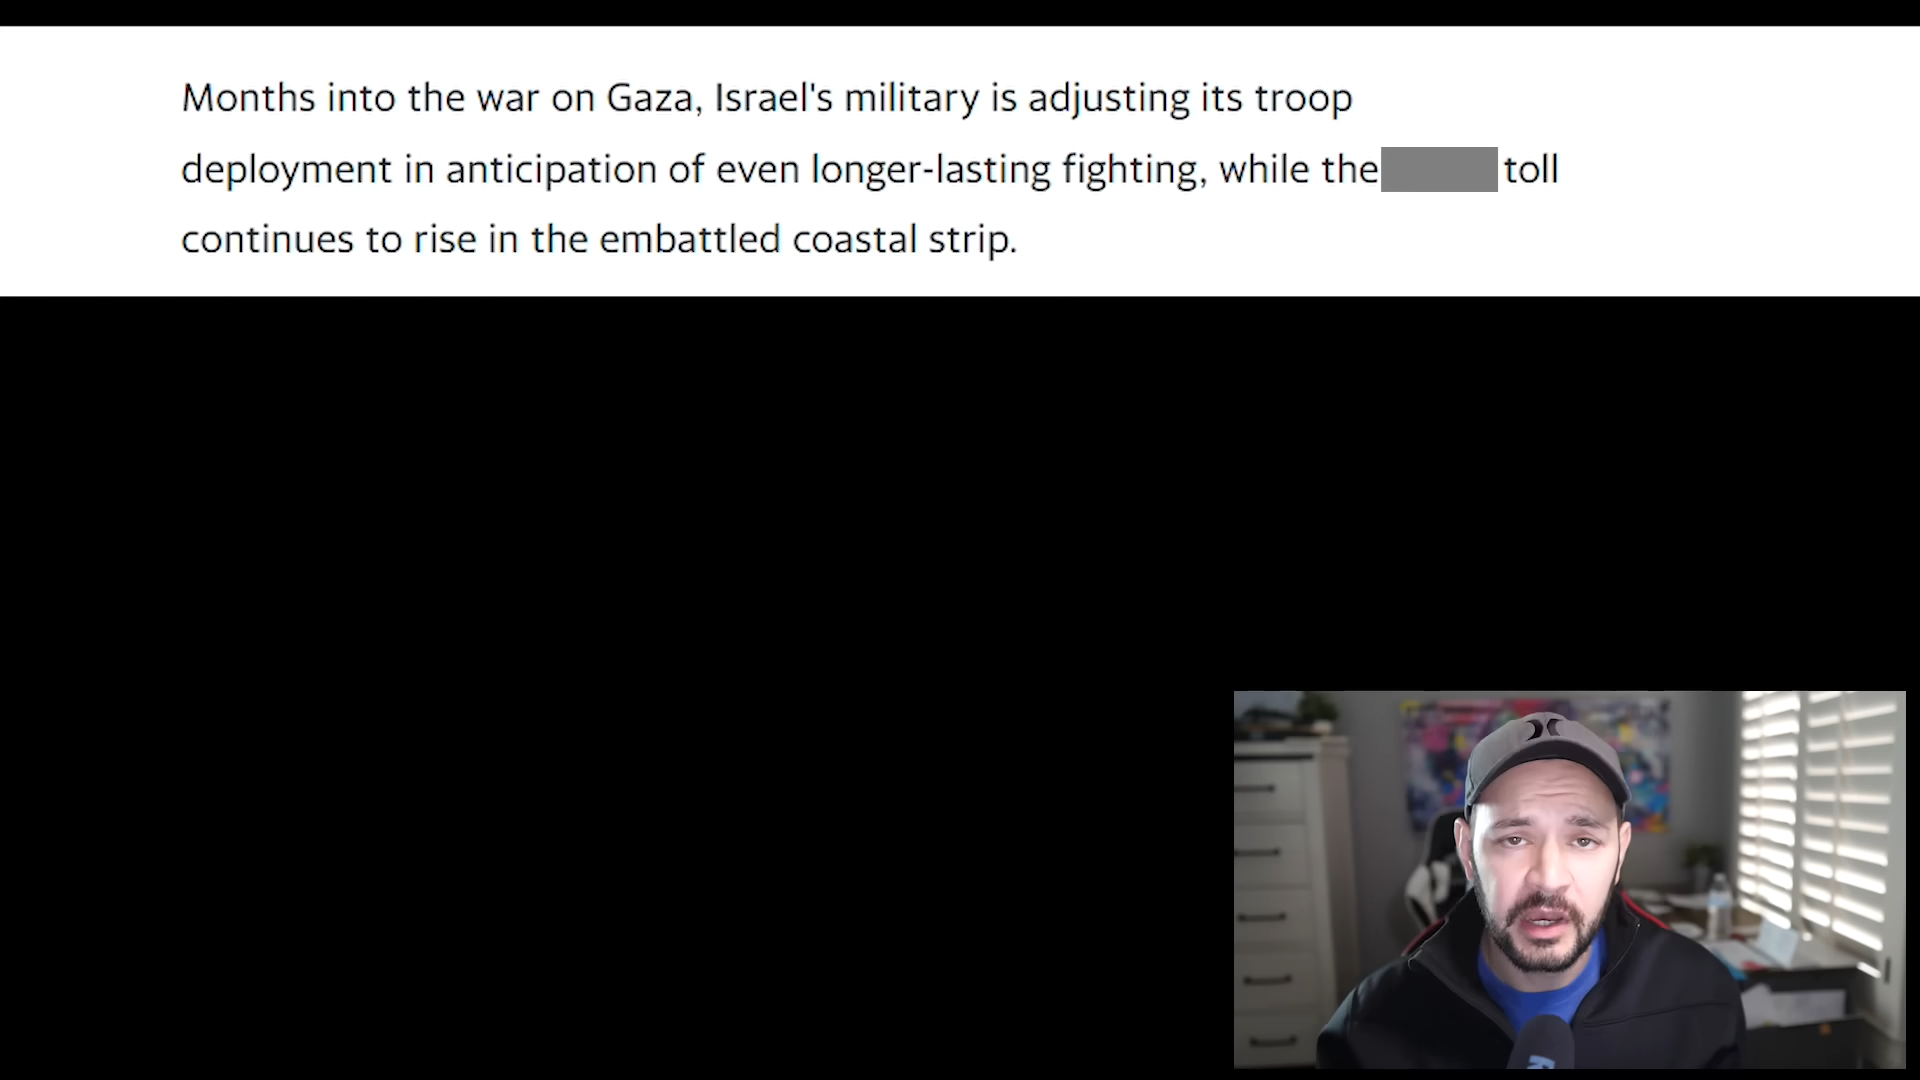 Months into the war on Gaza, Israel's military is adjusting its troop
deployment in anticipation of even longer-lasting fighting, while the toll
continues to rise in the embattled coastal strip.